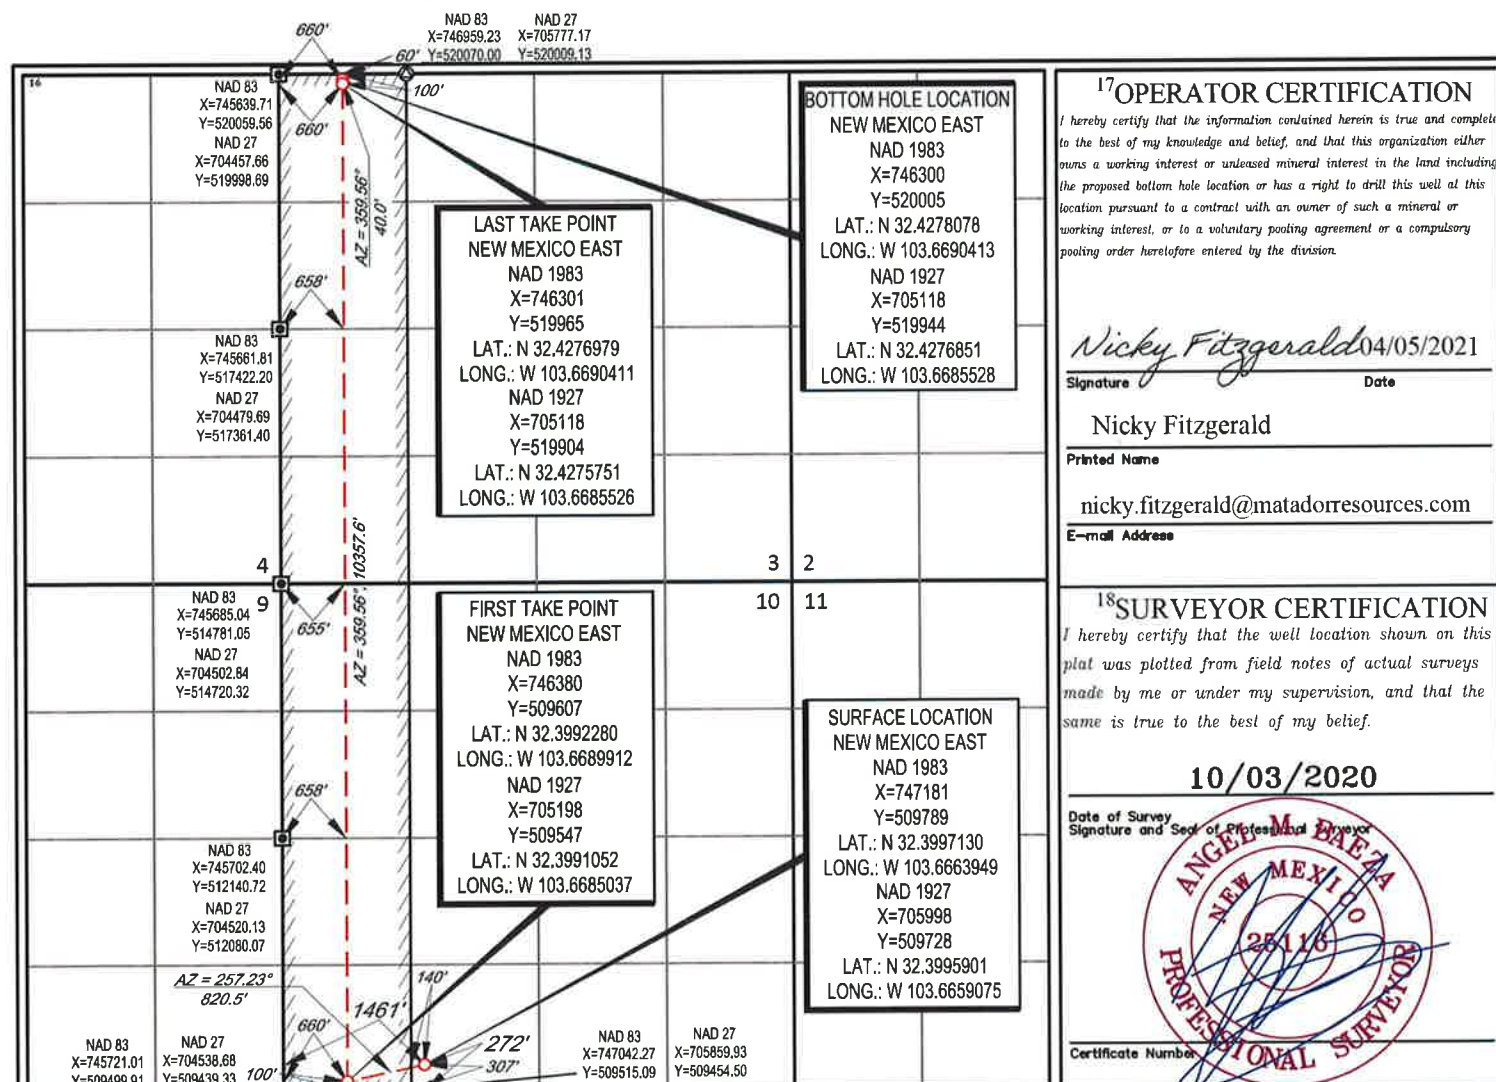 660'
NAD 83
X=746959.23
Y=520070.00
NAD 27
X=705777.17
Y=520009.13
60'
100'
16
NAD 83
X=745639.71
Y=520059.56
NAD 27
X=704457.66
Y=519998.69
660'
AZ = 359.56°
40.0'
LAST TAKE POINT
NEW MEXICO EAST
NAD 1983
X=746301
Y=519965
LAT.: N 32.4276979
LONG.: W 103.6690411
NAD 1927
X=705118
Y=519904
LAT.: N 32.4275751
LONG.: W 103.6685526
BOTTOM HOLE LOCATION
NEW MEXICO EAST
NAD 1983
X=746300
Y=520005
LAT.: N 32.4278078
LONG.: W 103.6690413
NAD 1927
X=705118
Y=519944
LAT.: N 32.4276851
LONG.: W 103.6685528
658'
NAD 83
X=745661.81
Y=517422.20
NAD 27
X=704479.69
Y=517361.40
AZ = 359.56° 10357.6'
4
3
2
9
10
11
NAD 83
X=745685.04
Y=514781.05
NAD 27
X=704502.84
Y=514720.32
655'
FIRST TAKE POINT
NEW MEXICO EAST
NAD 1983
X=746380
Y=509607
LAT.: N 32.3992280
LONG.: W 103.6689912
NAD 1927
X=705198
Y=509547
LAT.: N 32.3991052
LONG.: W 103.6685037
SURFACE LOCATION
NEW MEXICO EAST
NAD 1983
X=747181
Y=509789
LAT.: N 32.3997130
LONG.: W 103.6663949
NAD 1927
X=705998
Y=509728
LAT.: N 32.3995901
LONG.: W 103.6659075
658'
NAD 83
X=745702.40
Y=512140.72
NAD 27
X=704520.13
Y=512080.07
AZ = 257.23°
820.5'
1461'
140'
660'
272'
307'
NAD 83
X=745721.01
Y=509499.91
NAD 27
X=704538.68
Y=509439.33
100'
NAD 83
X=747042.27
Y=509515.09
NAD 27
X=705859.93
Y=509454.50
17 OPERATOR CERTIFICATION
I hereby certify that the information contained herein is true and complete
to the best of my knowledge and belief, and that this organization either
owns a working interest or unleased mineral interest in the land including
the proposed bottom hole location or has a right to drill this well at this
location pursuant to a contract with an owner of such a mineral or
working interest, or to a voluntary pooling agreement or a compulsory
pooling order heretofore entered by the division.
Nicky Fitzgerald 04/05/2021
Signature Date
Nicky Fitzgerald
Printed Name
nicky.fitzgerald@matadorresources.com
E-mail Address
18 SURVEYOR CERTIFICATION
I hereby certify that the well location shown on this
plat was plotted from field notes of actual surveys
made by me or under my supervision, and that the
same is true to the best of my belief.
10/03/2020
Date of Survey
Signature and Seal of Professional Surveyor
ANGEL M. BAEZA
NEW MEXICO
25116
PROFESSIONAL SURVEYOR
Certificate Number